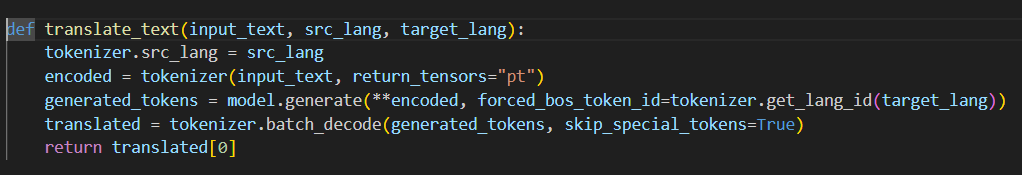 def translate_text(input_text, src_lang, target_lang):
    tokenizer.src_lang = src_lang
    encoded = tokenizer(input_text, return_tensors="pt")
    generated_tokens = model.generate(**encoded, forced_bos_token_id=tokenizer.get_lang_id(target_lang))
    translated = tokenizer.batch_decode(generated_tokens, skip_special_tokens=True)
    return translated[0]